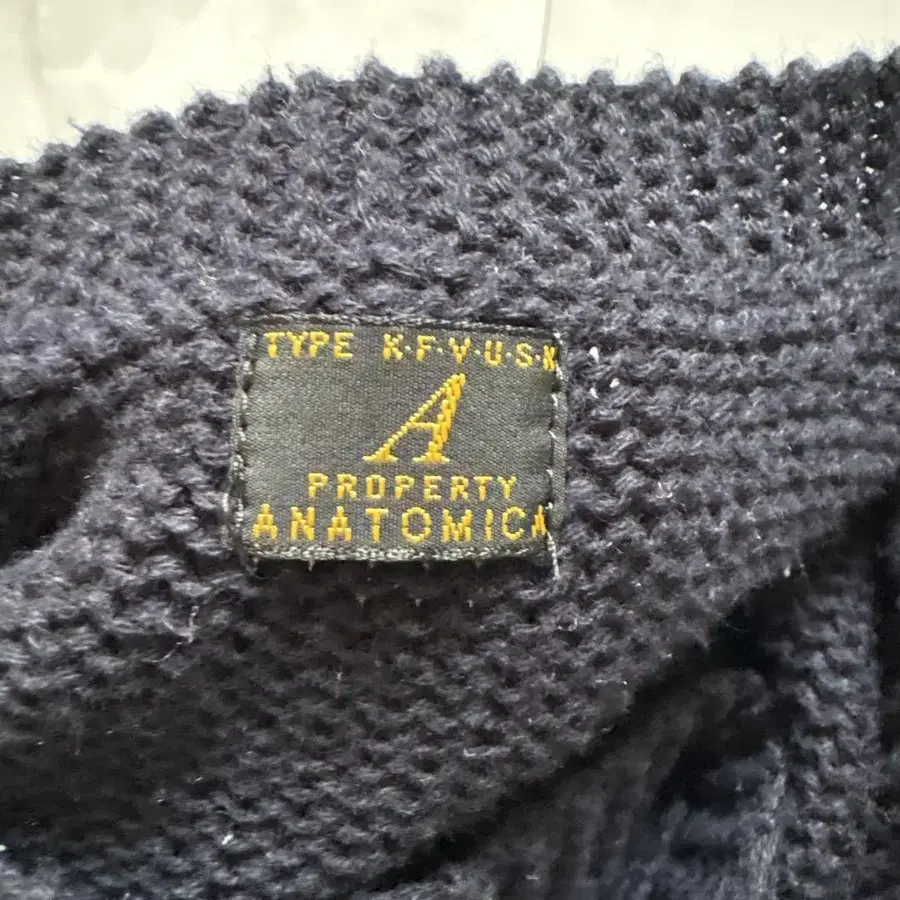 TYPE K·F·V·U·S·N
A
PROPERTY
ANATOMICA